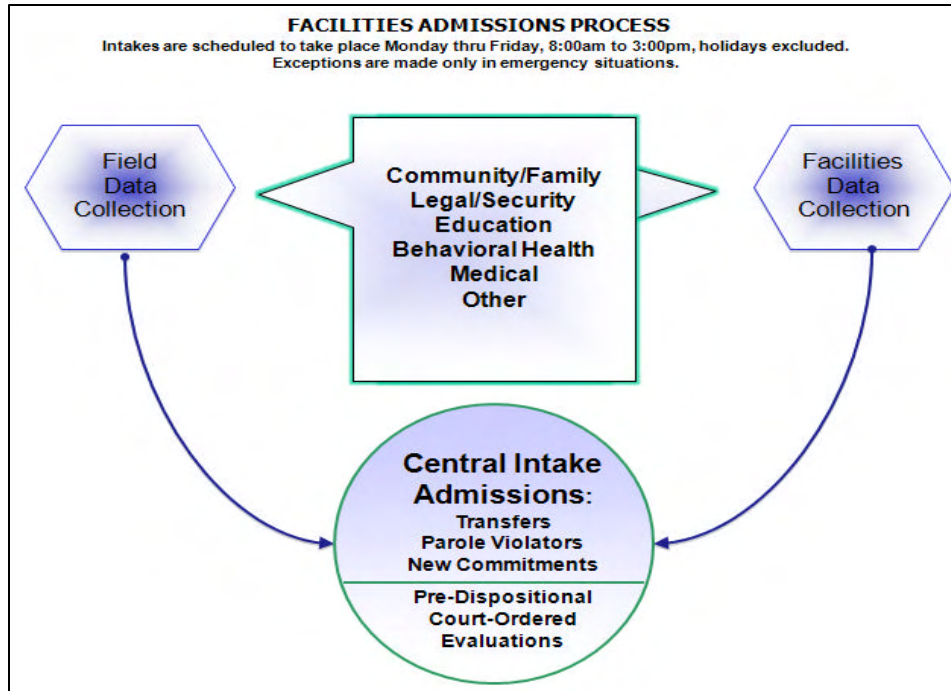 FACILITIES ADMISSIONS PROCESS
Intakes are scheduled to take place Monday thru Friday, 8:00am to 3:00pm, holidays excluded.
Exceptions are made only in emergency situations.
Field
Data
Collection
Community/Family
Legal/Security
Education
Behavioral Health
Medical
Other
Facilities
Data
Collection
Central Intake
Admissions:
Transfers
Parole Violators
New Commitments
Pre-Dispositional
Court-Ordered
Evaluations